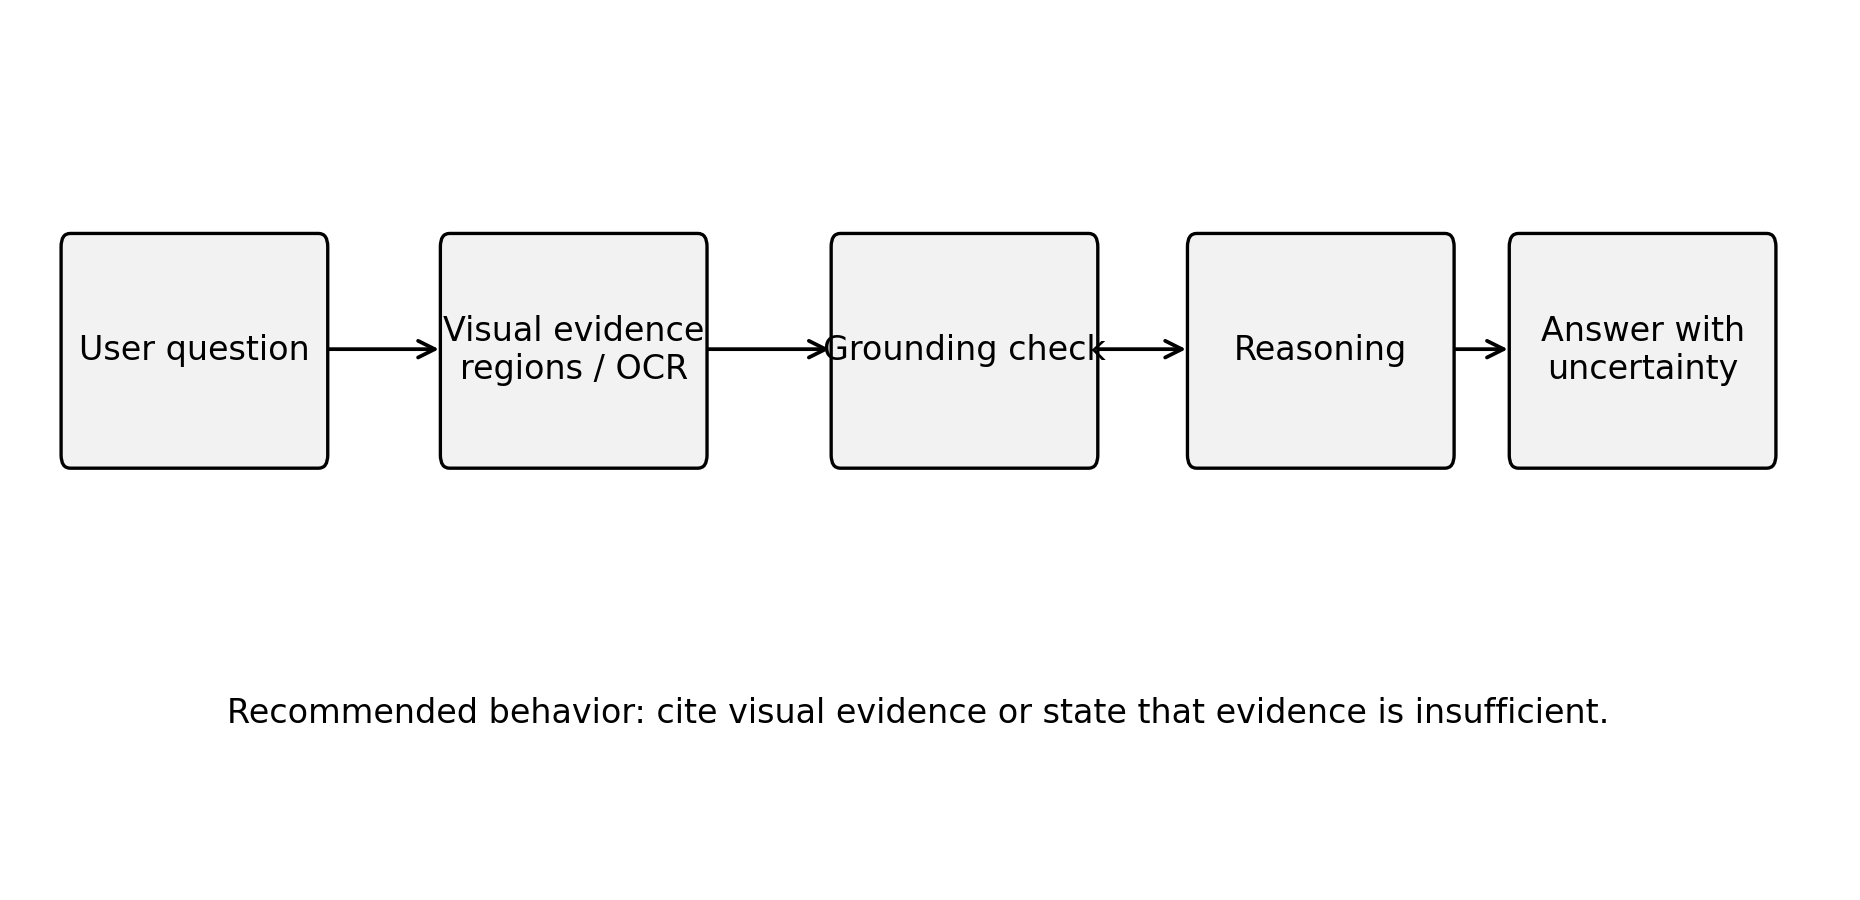 User question
Visual evidence
regions / OCR
Grounding check
Reasoning
Answer with
uncertainty
Recommended behavior: cite visual evidence or state that evidence is insufficient.